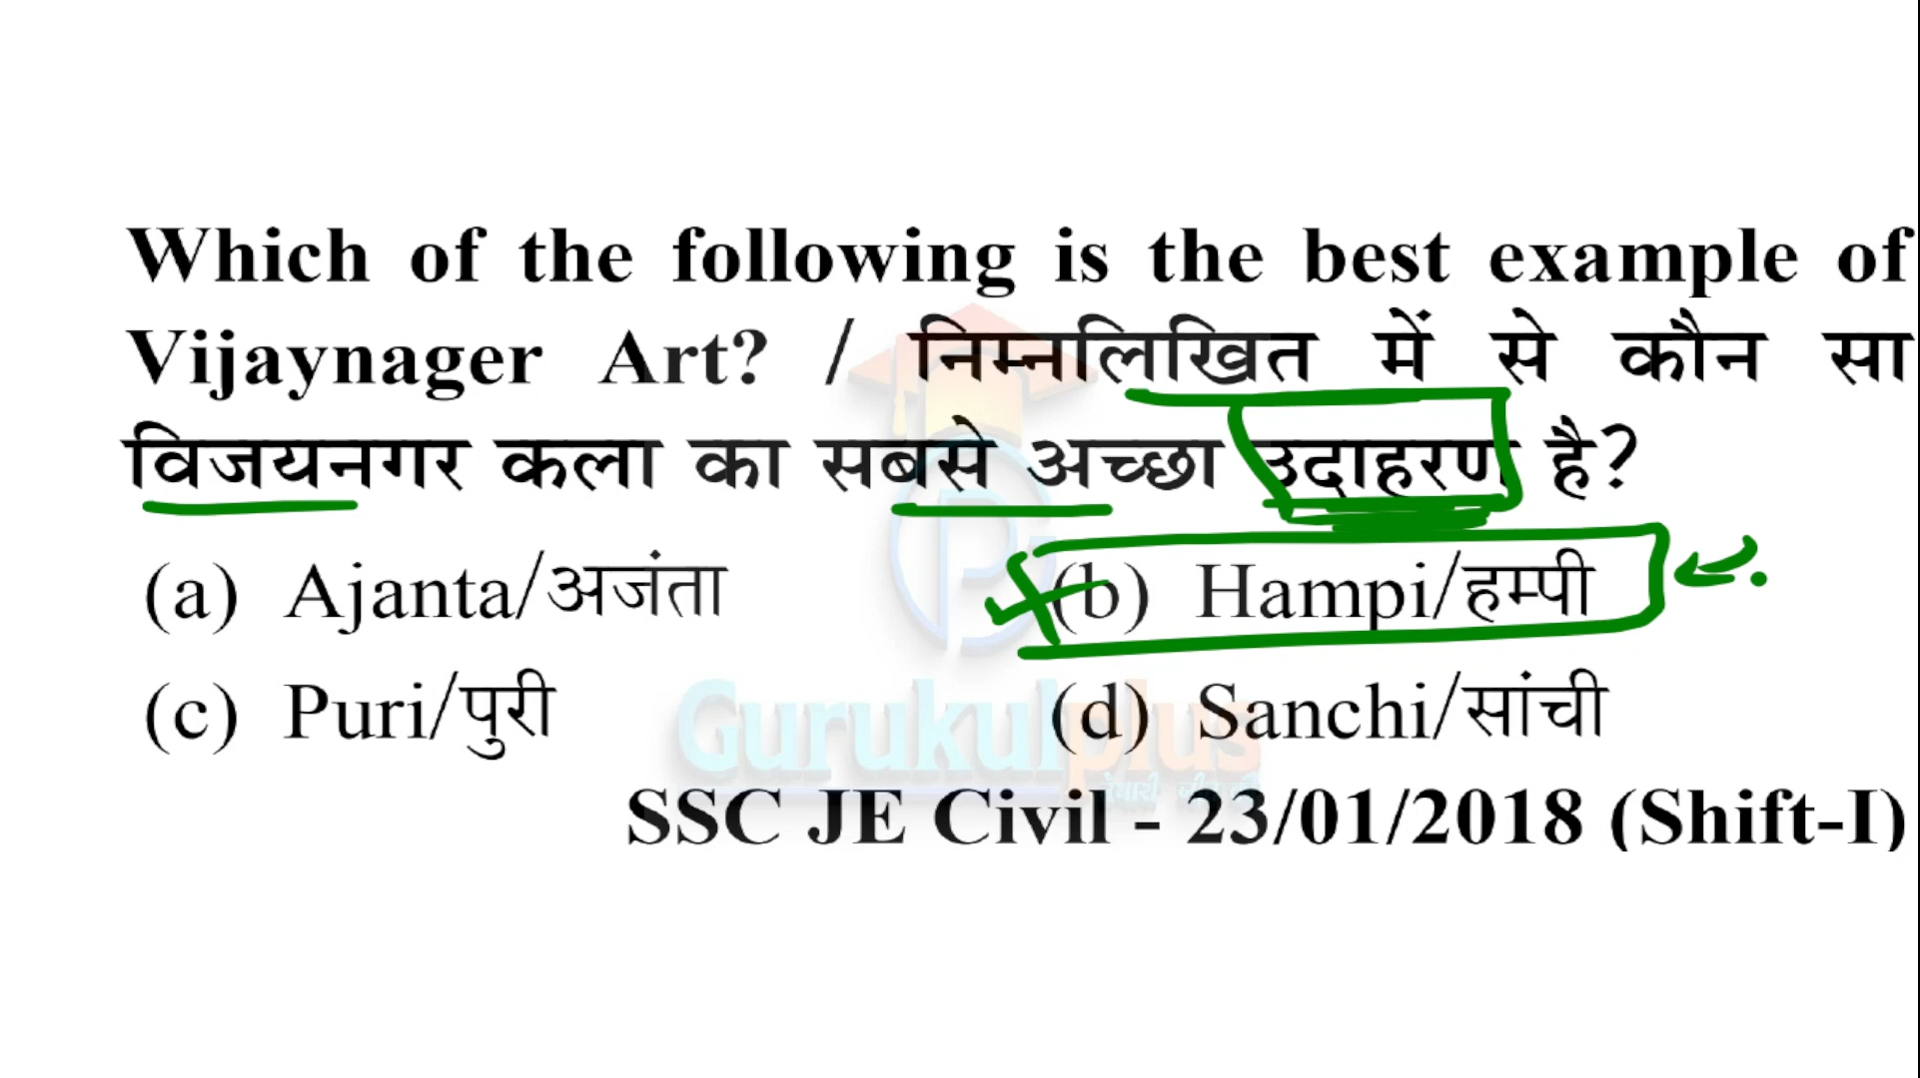 Which of the following is the best example of
Vijaynager Art? / निम्नलिखित में से कौन सा
विजयनगर कला का सबसे अच्छा उदाहरण है?
(a) Ajanta/अजंता (b) Hampi/हम्पी
(c) Puri/पुरी (d) Sanchi/सांची
Gurukulplus
SSC JE Civil - 23/01/2018 (Shift-I)